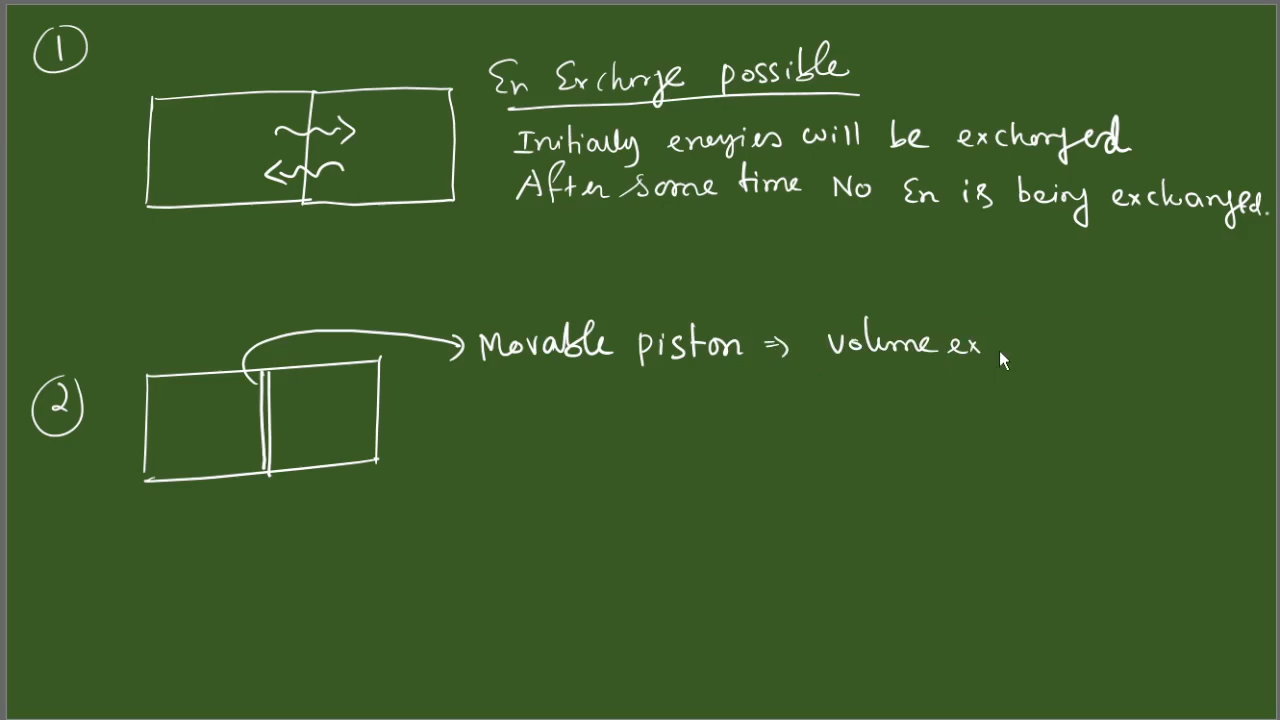 1
En Exchange possible
Initially energies will be exchanged
After some time No En is being exchanged.
2
Movable piston ⇒ volume ex